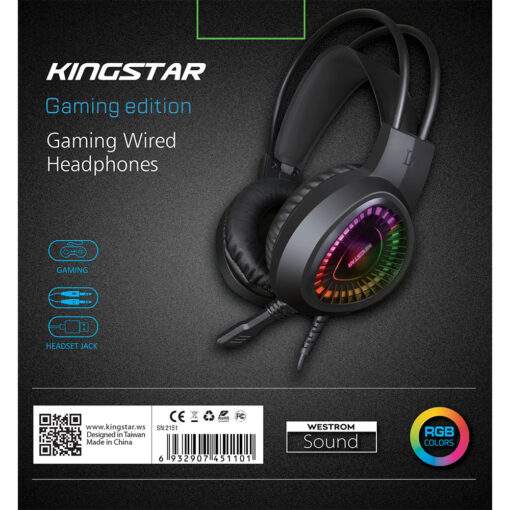 KINGSTAR
Gaming edition
Gaming Wired
Headphones
GAMING
HEADSET JACK
www.kingstar.ws
Designed in Taiwan
Made in China
SN:2151
CE
6 932907 451101
WESTROM
Sound
RGB
COLORS